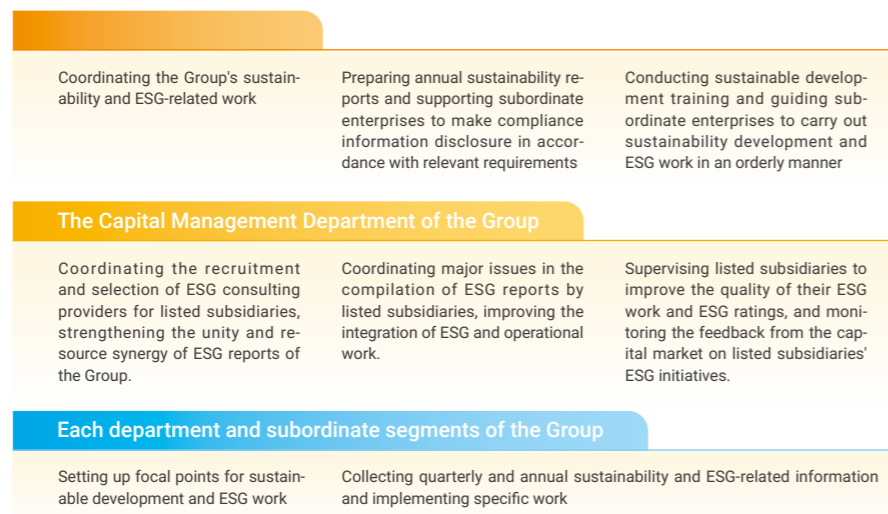 Coordinating the Group's sustain-
ability and ESG-related work
Preparing annual sustainability re-
ports and supporting subordinate
enterprises to make compliance
information disclosure in accor-
dance with relevant requirements
Conducting sustainable develop-
ment training and guiding sub-
ordinate enterprises to carry out
sustainability development and
ESG work in an orderly manner
The Capital Management Department of the Group
Coordinating the recruitment
and selection of ESG consulting
providers for listed subsidiaries,
strengthening the unity and re-
source synergy of ESG reports of
the Group.
Coordinating major issues in the
compilation of ESG reports by
listed subsidiaries, improving the
integration of ESG and operational
work.
Supervising listed subsidiaries to
improve the quality of their ESG
work and ESG ratings, and moni-
toring the feedback from the cap-
ital market on listed subsidiaries'
ESG initiatives.
Each department and subordinate segments of the Group
Setting up focal points for sustain-
able development and ESG work
Collecting quarterly and annual sustainability and ESG-related information
and implementing specific work